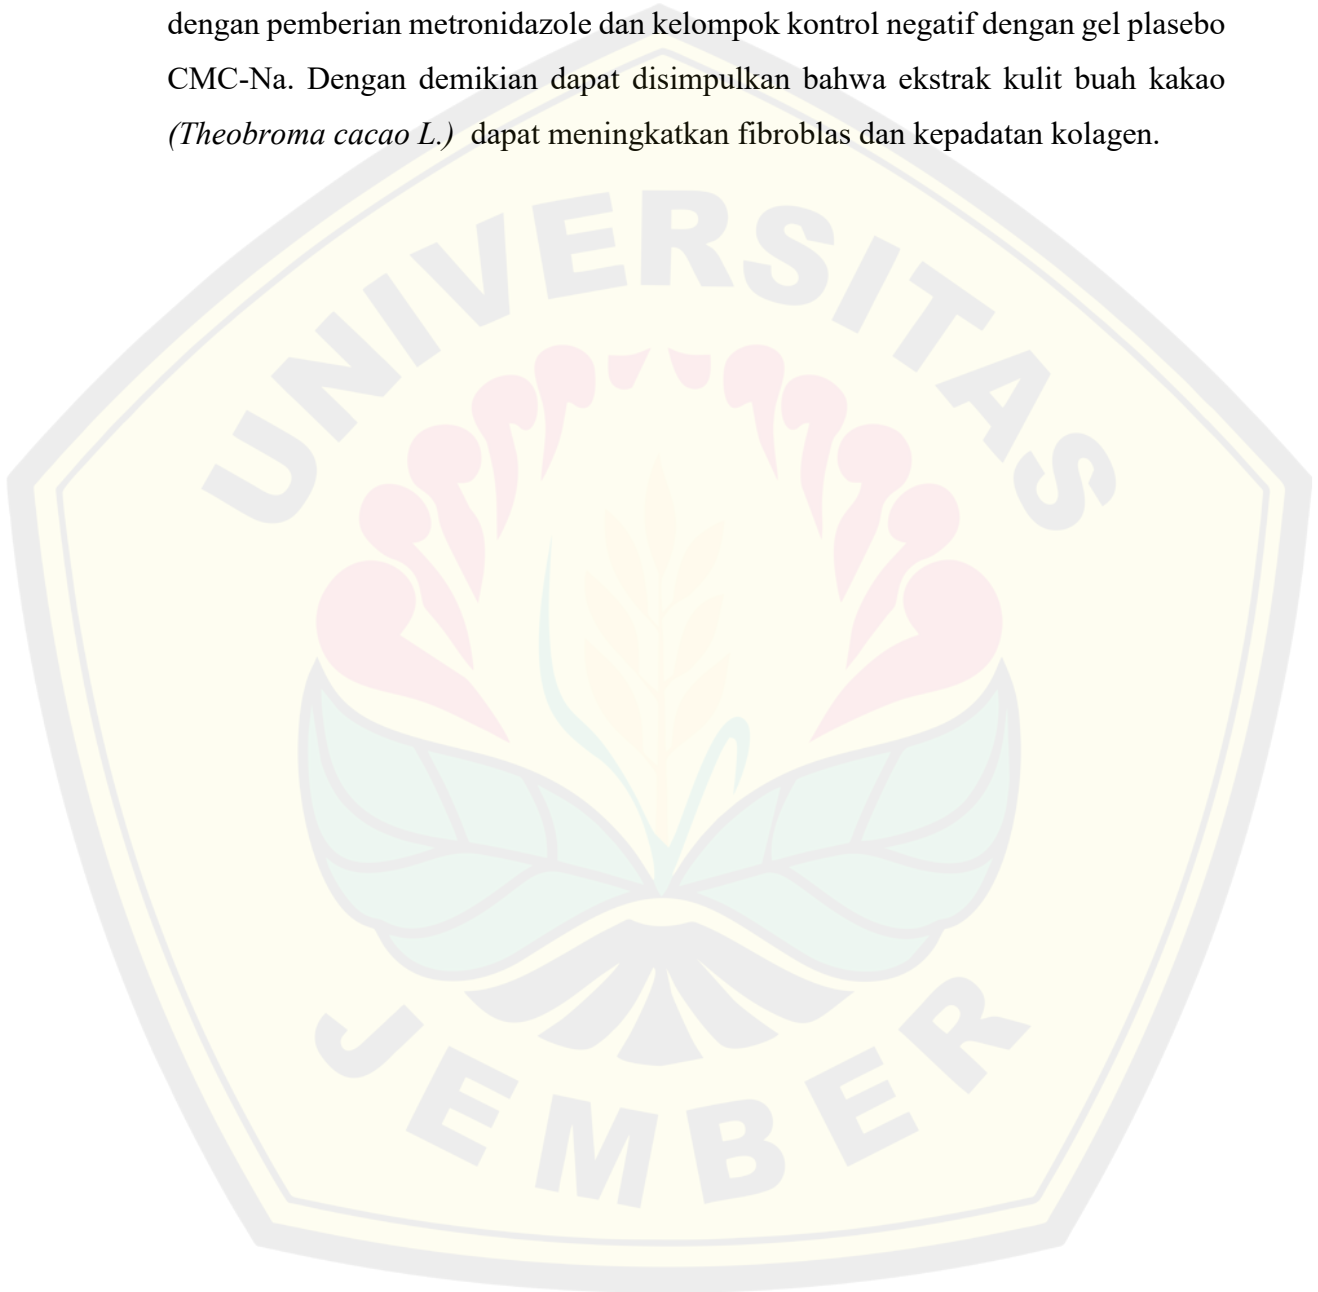 dengan pemberian metronidazole dan kelompok kontrol negatif dengan gel plasebo
CMC-Na. Dengan demikian dapat disimpulkan bahwa ekstrak kulit buah kakao
(Theobroma cacao L.) dapat meningkatkan fibroblas dan kepadatan kolagen.
UNIVERSITAS
JEMBER